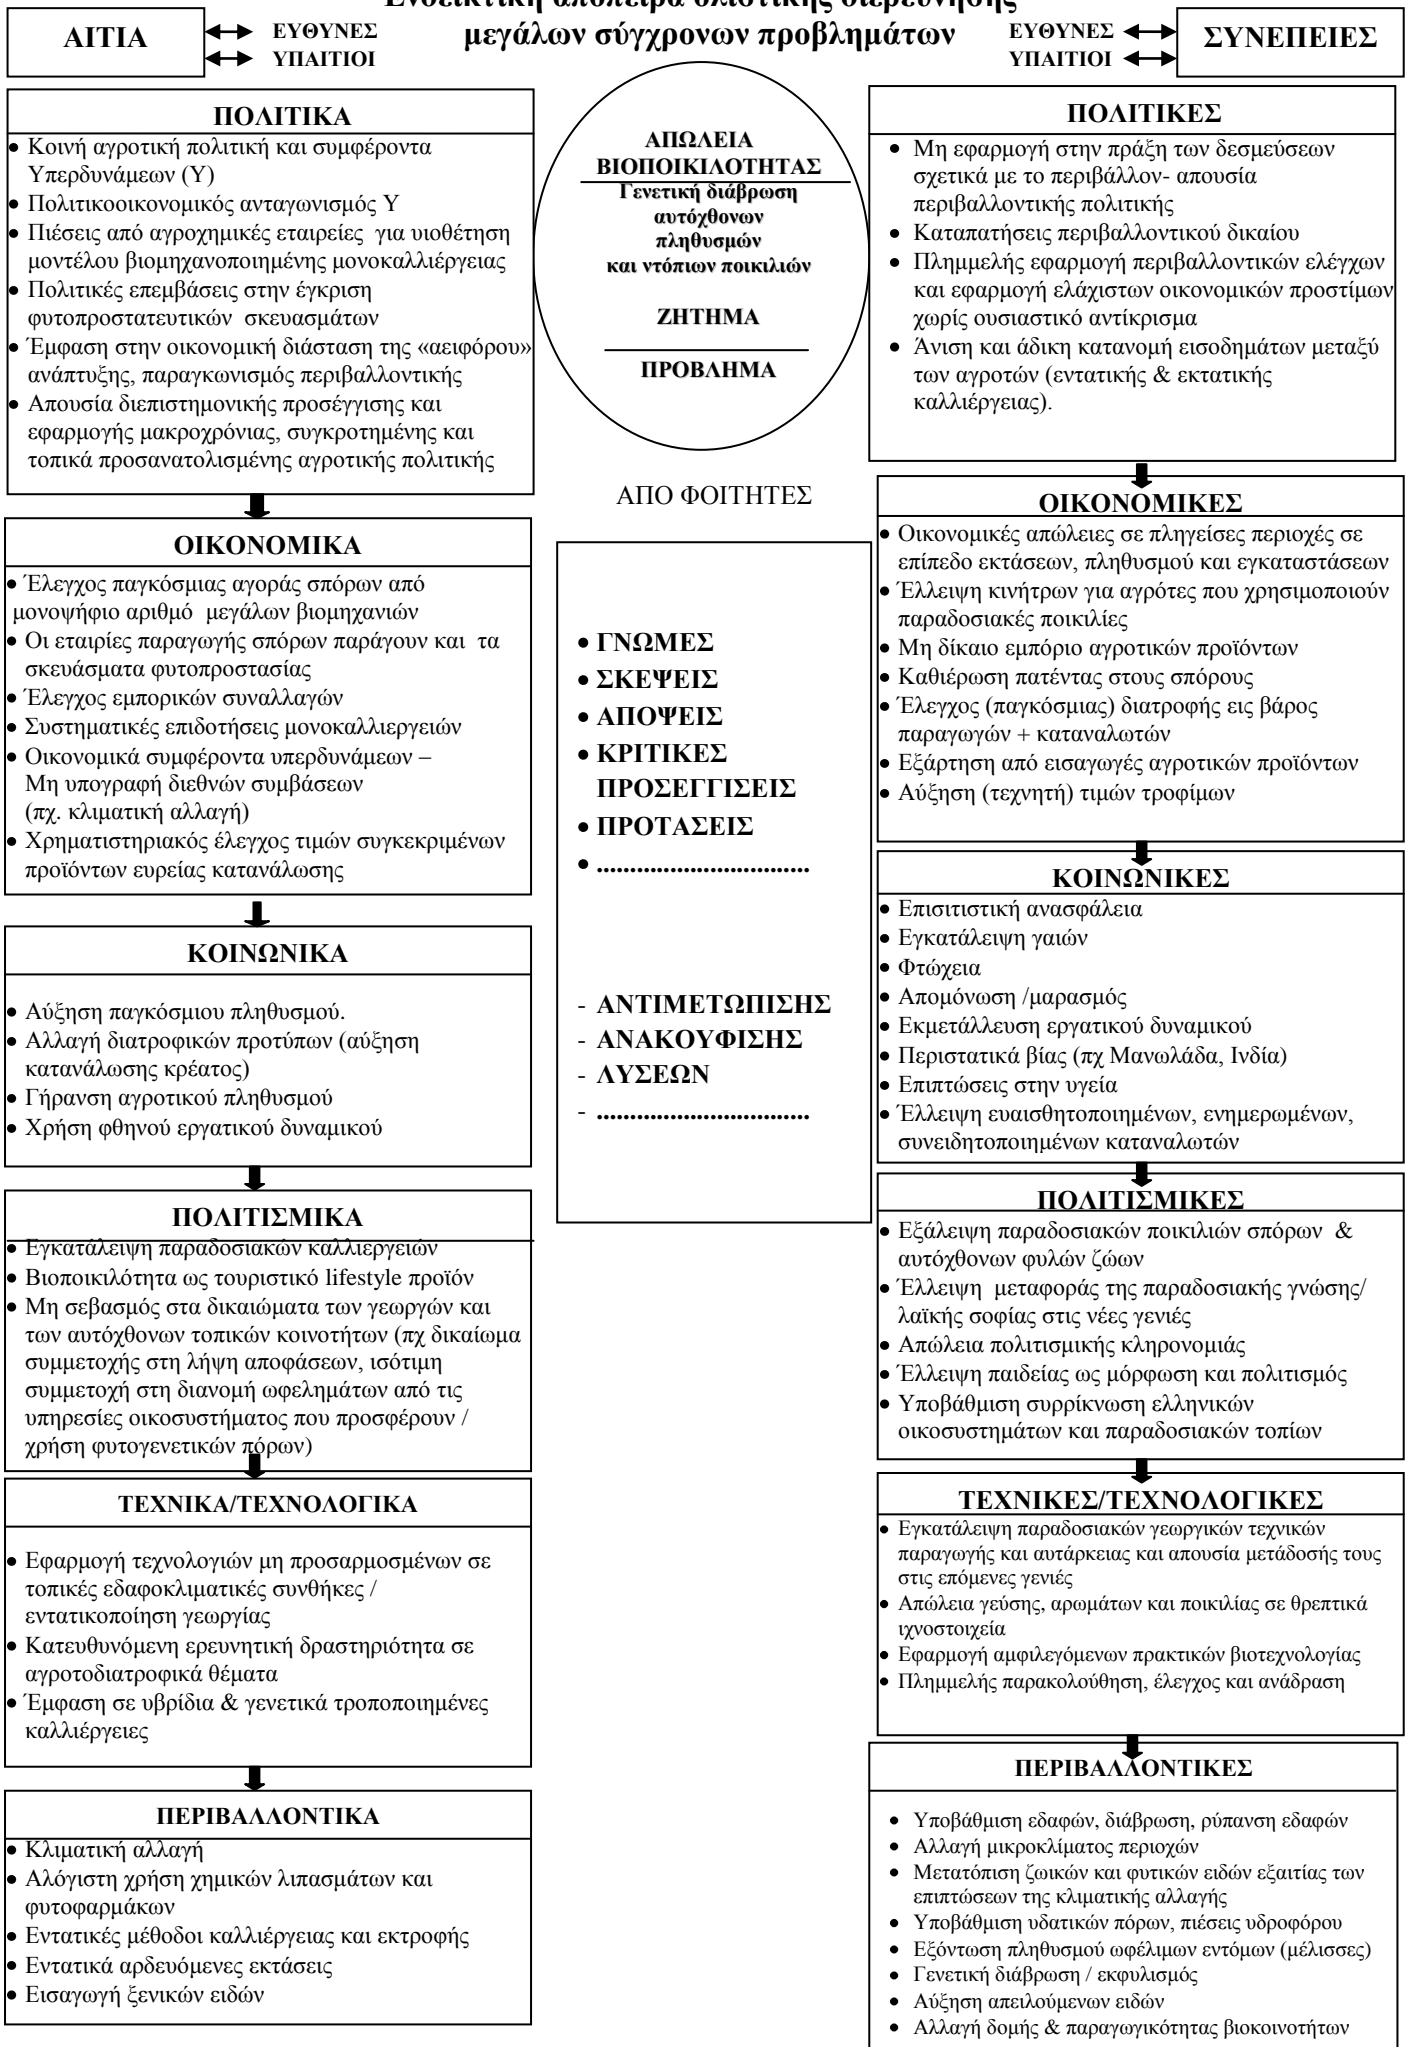 Ενδεικτική απόπειρα ολιστικής διερεύνησης
μεγάλων σύγχρονων προβλημάτων
ΑΙΤΙΑ
ΕΥΘΥΝΕΣ
ΥΠΑΙΤΙΟΙ
ΕΥΘΥΝΕΣ
ΥΠΑΙΤΙΟΙ
ΣΥΝΕΠΕΙΕΣ
ΠΟΛΙΤΙΚΑ
• Κοινή αγροτική πολιτική και συμφέροντα
Υπερδυνάμεων (Υ)
• Πολιτικοοικονομικός ανταγωνισμός Υ
• Πιέσεις από αγροχημικές εταιρείες για υιοθέτηση
μοντέλου βιομηχανοποιημένης μονοκαλλιέργειας
• Πολιτικές επεμβάσεις στην έγκριση
φυτοπροστατευτικών σκευασμάτων
• Έμφαση στην οικονομική διάσταση της «αειφόρου»
ανάπτυξης, παραγκωνισμός περιβαλλοντικής
• Απουσία διεπιστημονικής προσέγγισης και
εφαρμογής μακροχρόνιας, συγκροτημένης και
τοπικά προσανατολισμένης αγροτικής πολιτικής
ΟΙΚΟΝΟΜΙΚΑ
• Έλεγχος παγκόσμιας αγοράς σπόρων από
μονοψήφιο αριθμό μεγάλων βιομηχανιών
• Οι εταιρίες παραγωγής σπόρων παράγουν και τα
σκευάσματα φυτοπροστασίας
• Έλεγχος εμπορικών συναλλαγών
• Συστηματικές επιδοτήσεις μονοκαλλιεργειών
• Οικονομικά συμφέροντα υπερδυνάμεων –
Μη υπογραφή διεθνών συμβάσεων
(πχ. κλιματική αλλαγή)
• Χρηματιστηριακός έλεγχος τιμών συγκεκριμένων
προϊόντων ευρείας κατανάλωσης
ΚΟΙΝΩΝΙΚΑ
• Αύξηση παγκόσμιου πληθυσμού.
• Αλλαγή διατροφικών προτύπων (αύξηση
κατανάλωσης κρέατος)
• Γήρανση αγροτικού πληθυσμού
• Χρήση φθηνού εργατικού δυναμικού
ΠΟΛΙΤΙΣΜΙΚΑ
• Εγκατάλειψη παραδοσιακών καλλιεργειών
• Βιοποικιλότητα ως τουριστικό lifestyle προϊόν
• Μη σεβασμός στα δικαιώματα των γεωργών και
των αυτόχθονων τοπικών κοινοτήτων (πχ δικαίωμα
συμμετοχής στη λήψη αποφάσεων, ισότιμη
συμμετοχή στη διανομή ωφελημάτων από τις
υπηρεσίες οικοσυστήματος που προσφέρουν /
χρήση φυτογενετικών πόρων)
ΤΕΧΝΙΚΑ/ΤΕΧΝΟΛΟΓΙΚΑ
• Εφαρμογή τεχνολογιών μη προσαρμοσμένων σε
τοπικές εδαφοκλιματικές συνθήκες /
εντατικοποίηση γεωργίας
• Κατευθυνόμενη ερευνητική δραστηριότητα σε
αγροτοδιατροφικά θέματα
• Έμφαση σε υβρίδια & γενετικά τροποποιημένες
καλλιέργειες
ΠΕΡΙΒΑΛΛΟΝΤΙΚΑ
• Κλιματική αλλαγή
• Αλόγιστη χρήση χημικών λιπασμάτων και
φυτοφαρμάκων
• Εντατικές μέθοδοι καλλιέργειας και εκτροφής
• Εντατικά αρδευόμενες εκτάσεις
• Εισαγωγή ξενικών ειδών
ΑΠΩΛΕΙΑ
ΒΙΟΠΟΙΚΙΛΟΤΗΤΑΣ
Γενετική διάβρωση
αυτόχθονων
πληθυσμών
και ντόπιων ποικιλιών
ΖΗΤΗΜΑ
ΠΡΟΒΛΗΜΑ
ΑΠΟ ΦΟΙΤΗΤΕΣ
• ΓΝΩΜΕΣ
• ΣΚΕΨΕΙΣ
• ΑΠΟΨΕΙΣ
• ΚΡΙΤΙΚΕΣ
ΠΡΟΣΕΓΓΙΣΕΙΣ
• ΠΡΟΤΑΣΕΙΣ
• ................................
- ΑΝΤΙΜΕΤΩΠΙΣΗΣ
- ΑΝΑΚΟΥΦΙΣΗΣ
- ΛΥΣΕΩΝ
- ................................
ΠΟΛΙΤΙΚΕΣ
• Μη εφαρμογή στην πράξη των δεσμεύσεων
σχετικά με το περιβάλλον- απουσία
περιβαλλοντικής πολιτικής
• Καταπατήσεις περιβαλλοντικού δικαίου
• Πλημμελής εφαρμογή περιβαλλοντικών ελέγχων
και εφαρμογή ελάχιστων οικονομικών προστίμων
χωρίς ουσιαστικό αντίκρισμα
• Άνιση και άδικη κατανομή εισοδημάτων μεταξύ
των αγροτών (εντατικής & εκτατικής
καλλιέργειας).
ΟΙΚΟΝΟΜΙΚΕΣ
• Οικονομικές απώλειες σε πληγείσες περιοχές σε
επίπεδο εκτάσεων, πληθυσμού και εγκαταστάσεων
• Έλλειψη κινήτρων για αγρότες που χρησιμοποιούν
παραδοσιακές ποικιλίες
• Μη δίκαιο εμπόριο αγροτικών προϊόντων
• Καθιέρωση πατέντας στους σπόρους
• Έλεγχος (παγκόσμιας) διατροφής εις βάρος
παραγωγών + καταναλωτών
• Εξάρτηση από εισαγωγές αγροτικών προϊόντων
• Αύξηση (τεχνητή) τιμών τροφίμων
ΚΟΙΝΩΝΙΚΕΣ
• Επισιτιστική ανασφάλεια
• Εγκατάλειψη γαιών
• Φτώχεια
• Απομόνωση /μαρασμός
• Εκμετάλλευση εργατικού δυναμικού
• Περιστατικά βίας (πχ Μανωλάδα, Ινδία)
• Επιπτώσεις στην υγεία
• Έλλειψη ευαισθητοποιημένων, ενημερωμένων,
συνειδητοποιημένων καταναλωτών
ΠΟΛΙΤΙΣΜΙΚΕΣ
• Εξάλειψη παραδοσιακών ποικιλιών σπόρων &
αυτόχθονων φυλών ζώων
• Έλλειψη μεταφοράς της παραδοσιακής γνώσης/
λαϊκής σοφίας στις νέες γενιές
• Απώλεια πολιτισμικής κληρονομιάς
• Έλλειψη παιδείας ως μόρφωση και πολιτισμός
• Υποβάθμιση συρρίκνωση ελληνικών
οικοσυστημάτων και παραδοσιακών τοπίων
ΤΕΧΝΙΚΕΣ/ΤΕΧΝΟΛΟΓΙΚΕΣ
• Εγκατάλειψη παραδοσιακών γεωργικών τεχνικών
παραγωγής και αυτάρκειας και απουσία μετάδοσής τους
στις επόμενες γενιές
• Απώλεια γεύσης, αρωμάτων και ποικιλίας σε θρεπτικά
ιχνοστοιχεία
• Εφαρμογή αμφιλεγόμενων πρακτικών βιοτεχνολογίας
• Πλημμελής παρακολούθηση, έλεγχος και ανάδραση
ΠΕΡΙΒΑΛΛΟΝΤΙΚΕΣ
• Υποβάθμιση εδαφών, διάβρωση, ρύπανση εδαφών
• Αλλαγή μικροκλίματος περιοχών
• Μετατόπιση ζωικών και φυτικών ειδών εξαιτίας των
επιπτώσεων της κλιματικής αλλαγής
• Υποβάθμιση υδατικών πόρων, πιέσεις υδροφόρου
• Εξόντωση πληθυσμού ωφέλιμων εντόμων (μέλισσες)
• Γενετική διάβρωση / εκφυλισμός
• Αύξηση απειλούμενων ειδών
• Αλλαγή δομής & παραγωγικότητας βιοκοινοτήτων